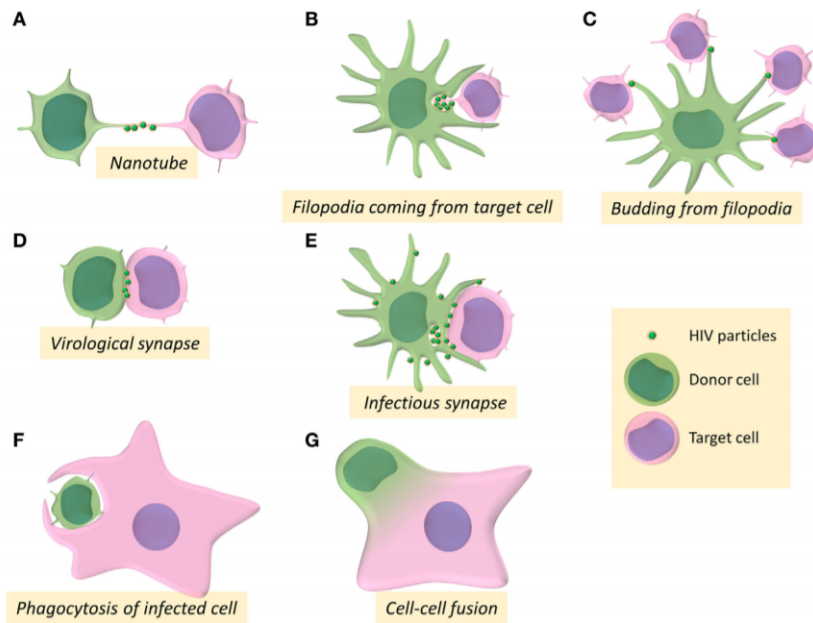 A
B
C
Nanotube
Filopodia coming from target cell
Budding from filopodia
D
E
Virological synapse
Infectious synapse
HIV particles
Donor cell
Target cell
F
G
Phagocytosis of infected cell
Cell-cell fusion